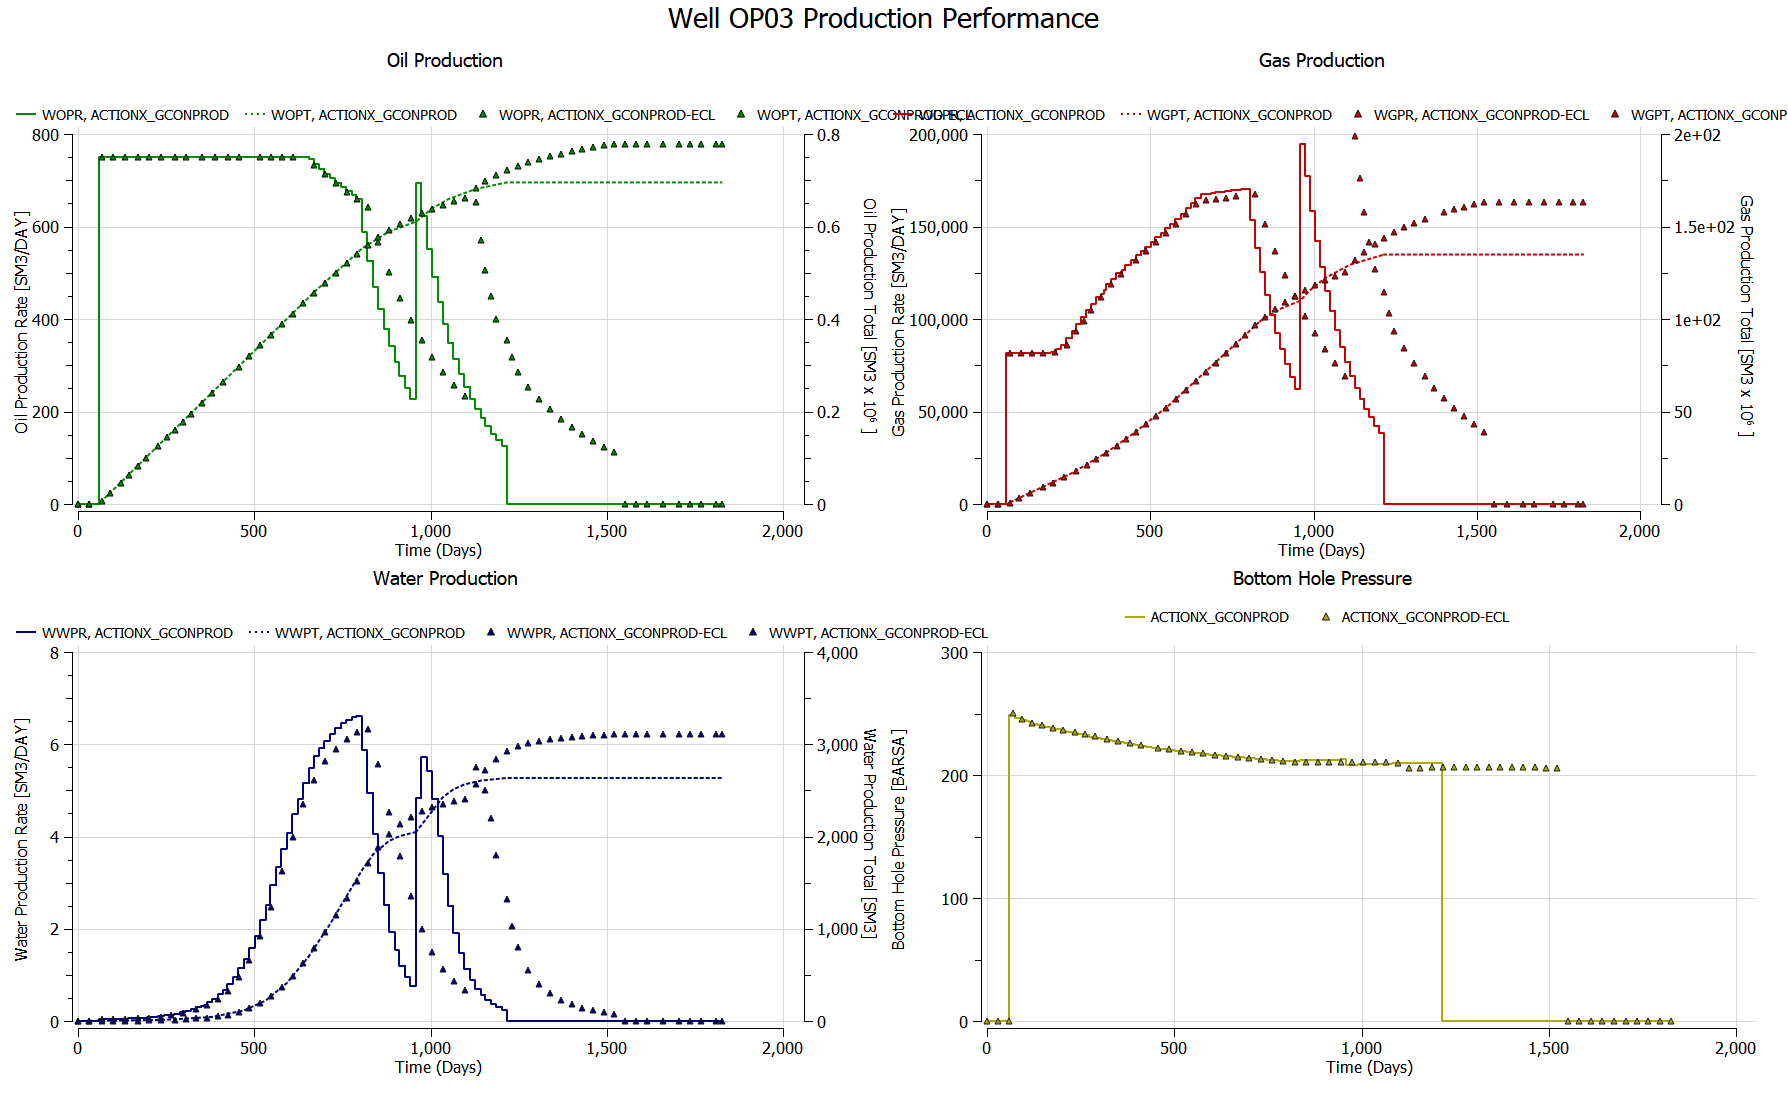 Well OP03 Production Performance
Oil Production
WOPR, ACTIONX_GCONPROD
WOPT, ACTIONX_GCONPROD
WOPR, ACTIONX_GCONPROD-ECL
WOPT, ACTIONX_GCONPROD-ECL
800
600
400
200
0
Oil Production Rate [SM3/DAY]
0.8
0.6
0.4
0.2
0
Oil Production Total [SM3 x 10⁶ ]
0
500
1,000
1,500
2,000
Time (Days)
Gas Production
WGPR, ACTIONX_GCONPROD
WGPT, ACTIONX_GCONPROD
WGPR, ACTIONX_GCONPROD-ECL
WGPT, ACTIONX_GCONP
200,000
150,000
100,000
50,000
0
Gas Production Rate [SM3/DAY]
2e+02
1.5e+02
1e+02
50
0
Gas Production Total [SM3 x 10⁶ ]
0
500
1,000
1,500
2,000
Time (Days)
Water Production
WWPR, ACTIONX_GCONPROD
WWPT, ACTIONX_GCONPROD
WWPR, ACTIONX_GCONPROD-ECL
WWPT, ACTIONX_GCONPROD-ECL
8
6
4
2
0
Water Production Rate [SM3/DAY]
4,000
3,000
2,000
1,000
0
Water Production Total [SM3]
0
500
1,000
1,500
2,000
Time (Days)
Bottom Hole Pressure
ACTIONX_GCONPROD
ACTIONX_GCONPROD-ECL
300
200
100
0
Bottom Hole Pressure [BARSA]
0
500
1,000
1,500
2,000
Time (Days)